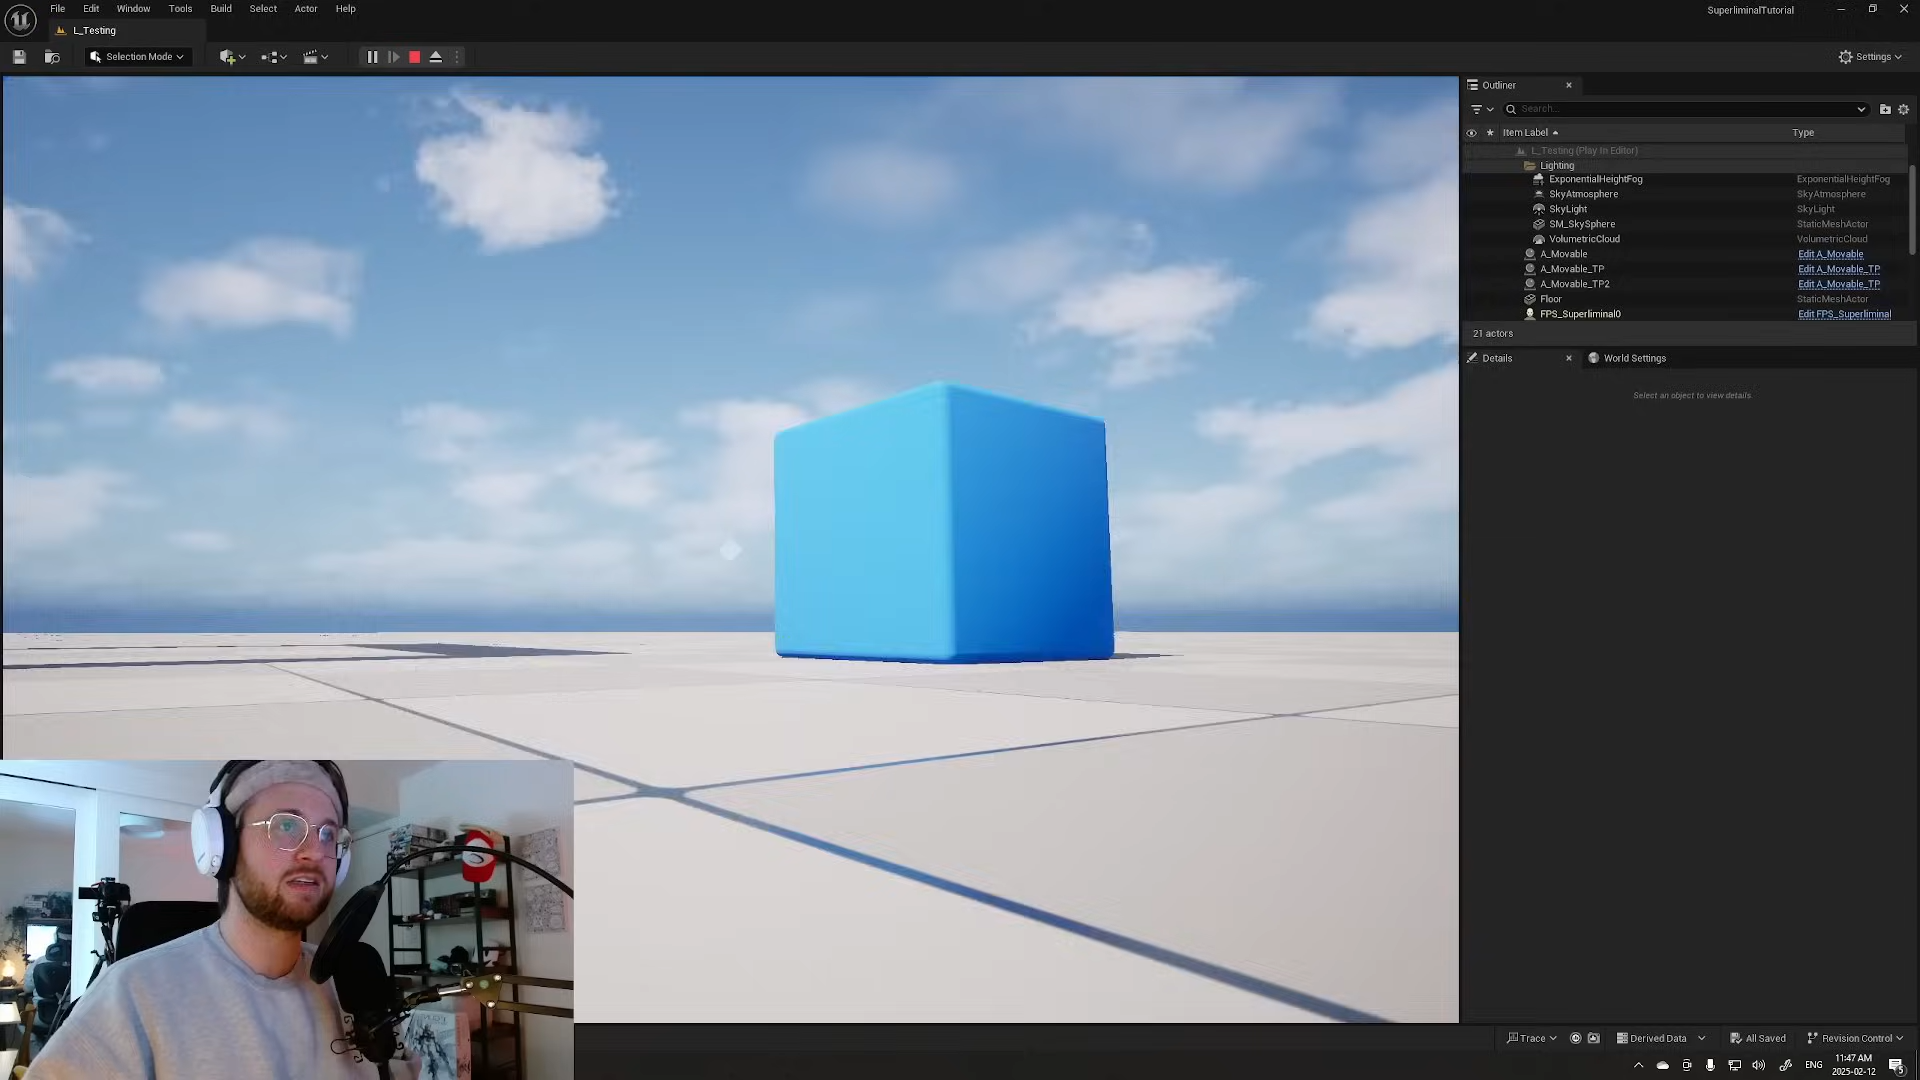 File Edit Window Tools Build Select Actor Help
SuperliminalTutorial
L_Testing
Selection Mode
Settings
Outliner
Search...
Item Label Type
L_Testing (Play In Editor)
Lighting
ExponentialHeightFog ExponentialHeightFog
SkyAtmosphere SkyAtmosphere
SkyLight SkyLight
SM_SkySphere StaticMeshActor
VolumetricCloud VolumetricCloud
A_Movable Edit A_Movable
A_Movable_TP Edit A_Movable_TP
A_Movable_TP2 Edit A_Movable_TP
Floor StaticMeshActor
FPS_Superliminal0 Edit FPS_Superliminal
21 actors
Details World Settings
Select an object to view details.
Trace Derived Data All Saved Revision Control
ENG 11:47 AM
2025-02-12 5